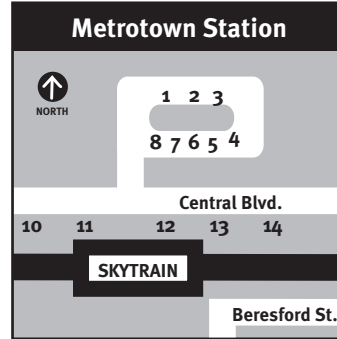 Metrotown Station
NORTH
1 2 3
8 7 6 5 4
Central Blvd.
10 11 12 13 14
SKYTRAIN
Beresford St.